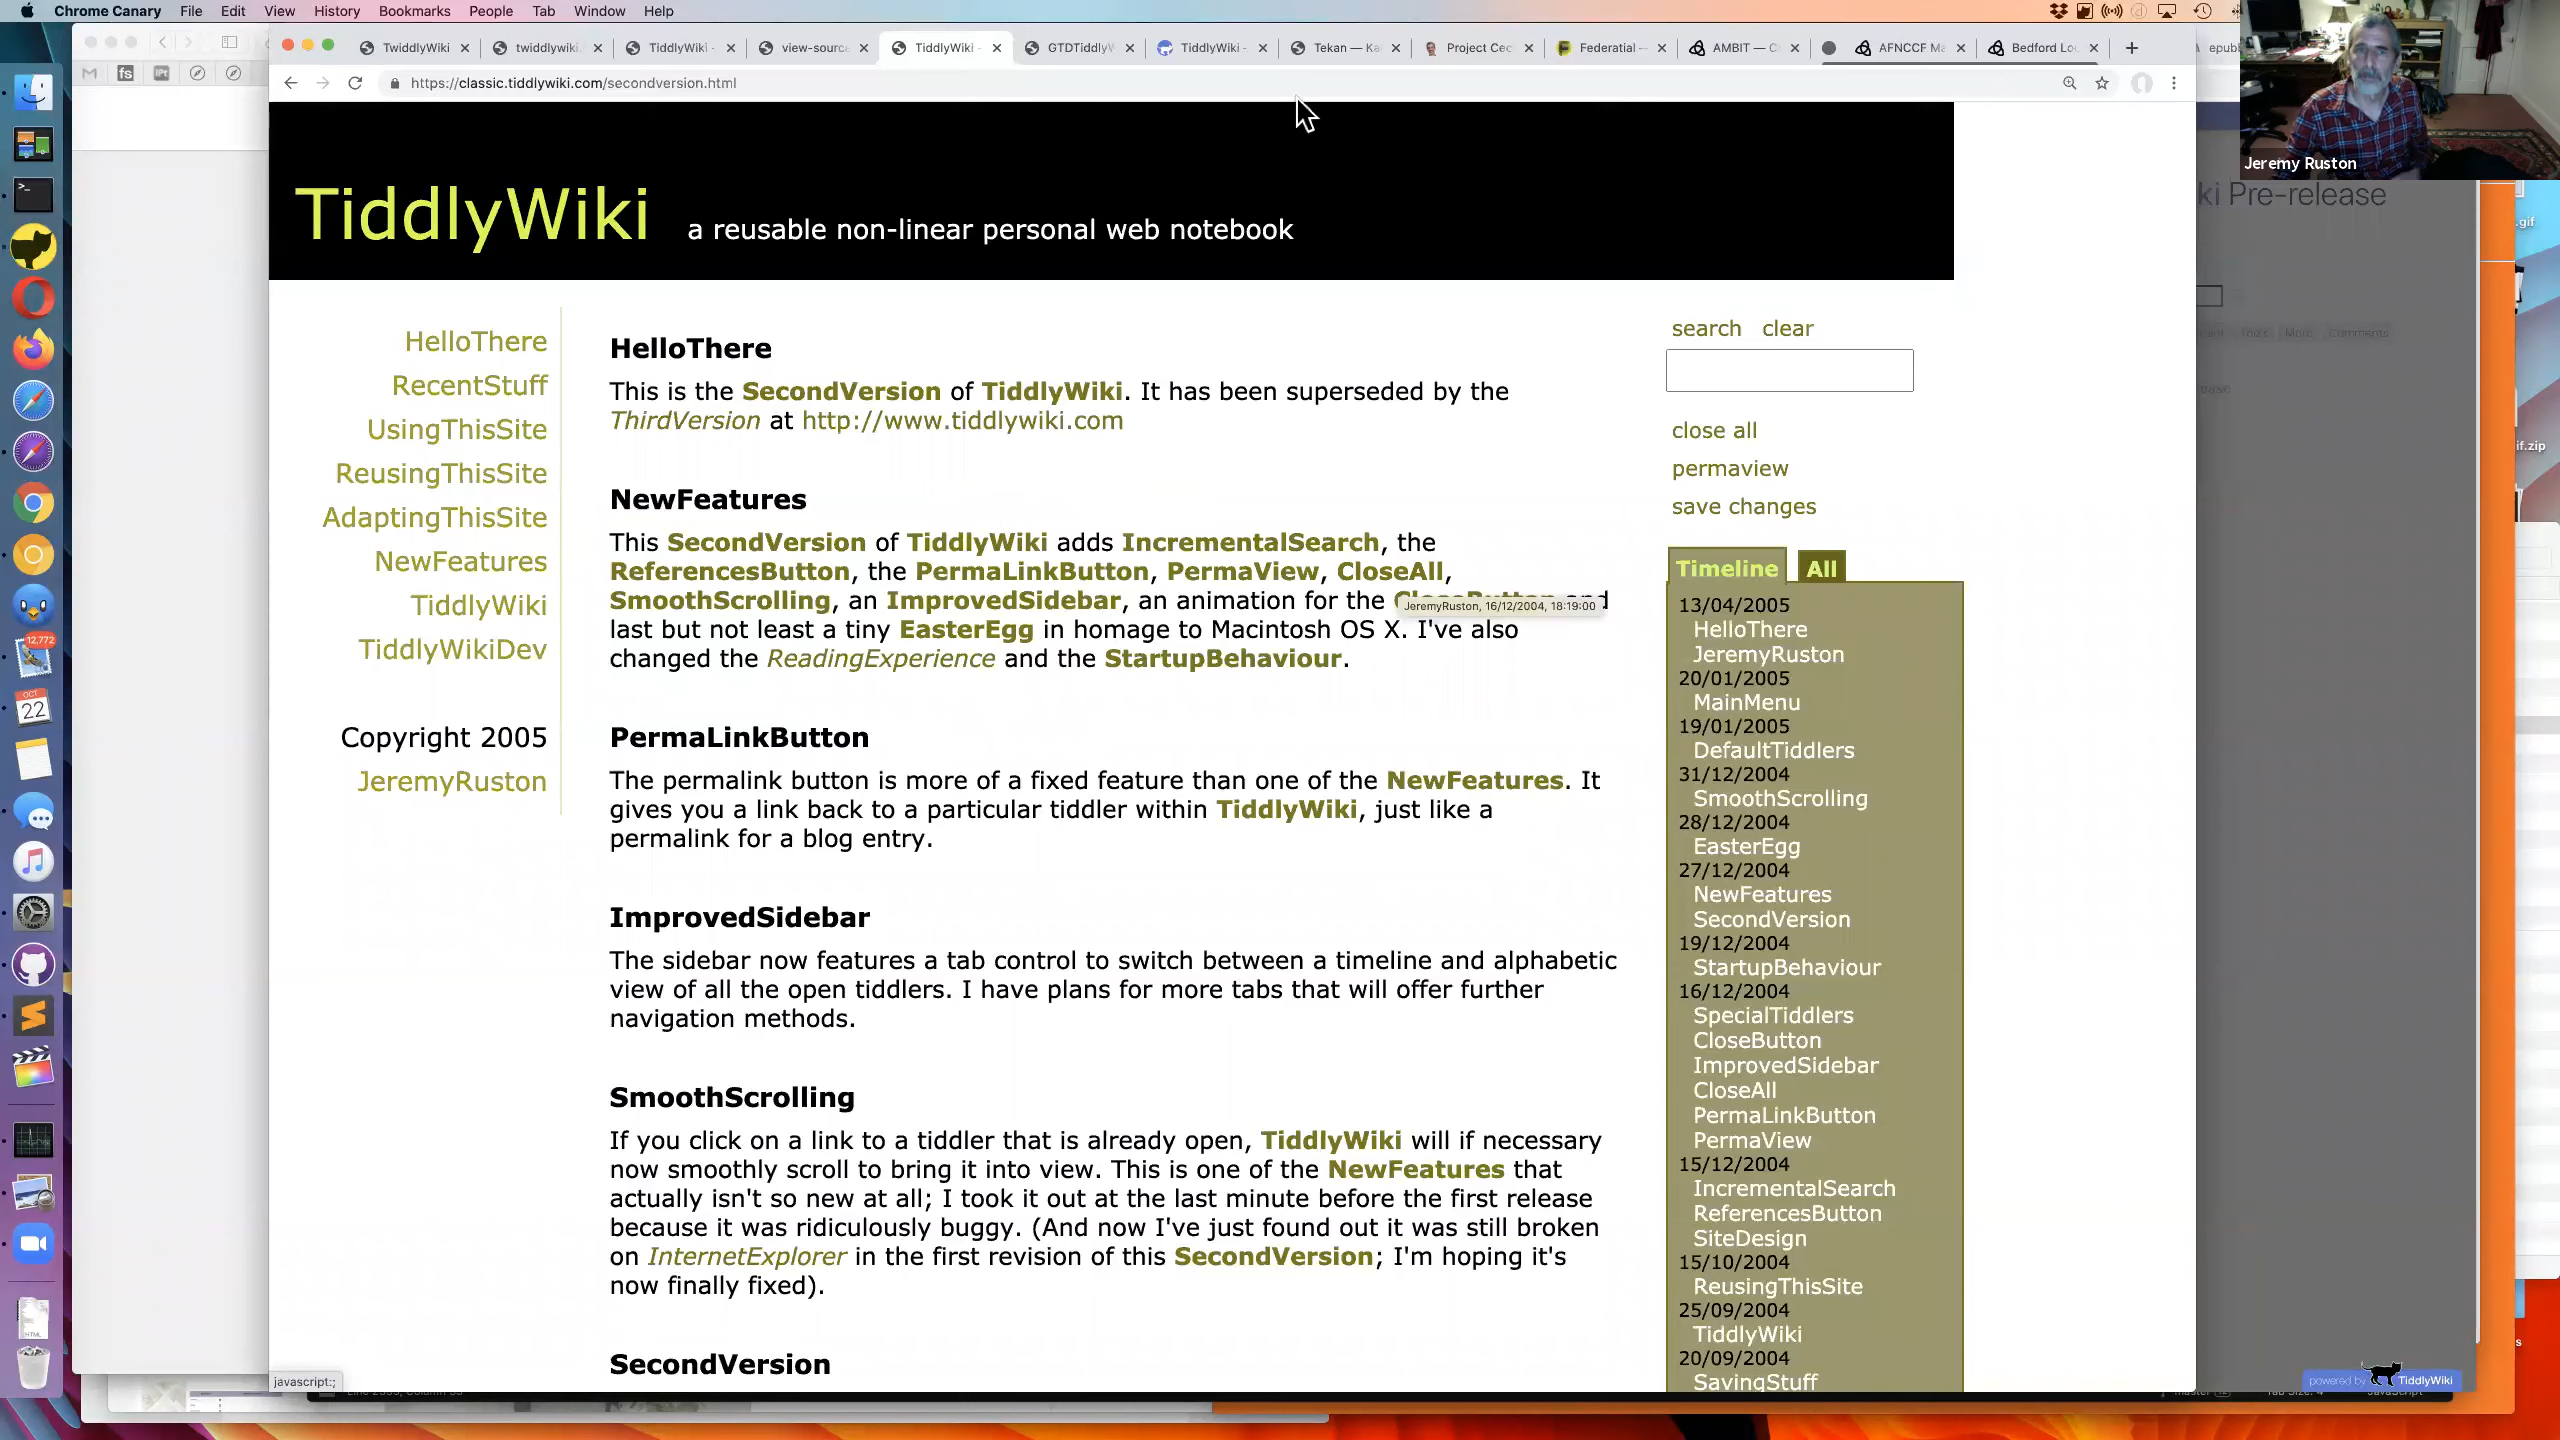 Chrome Canary File Edit View History Bookmarks People Tab Window Help
TwiddlyWiki twiddlywiki. TiddlyWiki - view-source TiddlyWiki - GTDTiddlyW TiddlyWiki - Tekan — Ka Project Cec Federatial — AMBIT — C AFNCCF Ma Bedford Lo
https://classic.tiddlywiki.com/secondversion.html
Jeremy Ruston
ki Pre-release
TiddlyWiki a reusable non-linear personal web notebook
HelloThere
RecentStuff
UsingThisSite
ReusingThisSite
AdaptingThisSite
NewFeatures
TiddlyWiki
TiddlyWikiDev
Copyright 2005
JeremyRuston
HelloThere
This is the SecondVersion of TiddlyWiki. It has been superseded by the
ThirdVersion at http://www.tiddlywiki.com
NewFeatures
This SecondVersion of TiddlyWiki adds IncrementalSearch, the
ReferencesButton, the PermaLinkButton, PermaView, CloseAll,
SmoothScrolling, an ImprovedSidebar, an animation for the CloseButton and
JeremyRuston, 16/12/2004, 18:19:00
last but not least a tiny EasterEgg in homage to Macintosh OS X. I've also
changed the ReadingExperience and the StartupBehaviour.
PermaLinkButton
The permalink button is more of a fixed feature than one of the NewFeatures. It
gives you a link back to a particular tiddler within TiddlyWiki, just like a
permalink for a blog entry.
ImprovedSidebar
The sidebar now features a tab control to switch between a timeline and alphabetic
view of all the open tiddlers. I have plans for more tabs that will offer further
navigation methods.
SmoothScrolling
If you click on a link to a tiddler that is already open, TiddlyWiki will if necessary
now smoothly scroll to bring it into view. This is one of the NewFeatures that
actually isn't so new at all; I took it out at the last minute before the first release
because it was ridiculously buggy. (And now I've just found out it was still broken
on InternetExplorer in the first revision of this SecondVersion; I'm hoping it's
now finally fixed).
SecondVersion
search clear
close all
permaview
save changes
Timeline All
13/04/2005
HelloThere
JeremyRuston
20/01/2005
MainMenu
19/01/2005
DefaultTiddlers
31/12/2004
SmoothScrolling
28/12/2004
EasterEgg
27/12/2004
NewFeatures
SecondVersion
19/12/2004
StartupBehaviour
16/12/2004
SpecialTiddlers
CloseButton
ImprovedSidebar
CloseAll
PermaLinkButton
PermaView
15/12/2004
IncrementalSearch
ReferencesButton
SiteDesign
15/10/2004
ReusingThisSite
25/09/2004
TiddlyWiki
20/09/2004
SavingStuff
javascript:;
12,772
OCT
22
.gif
if.zip
powered by TiddlyWiki